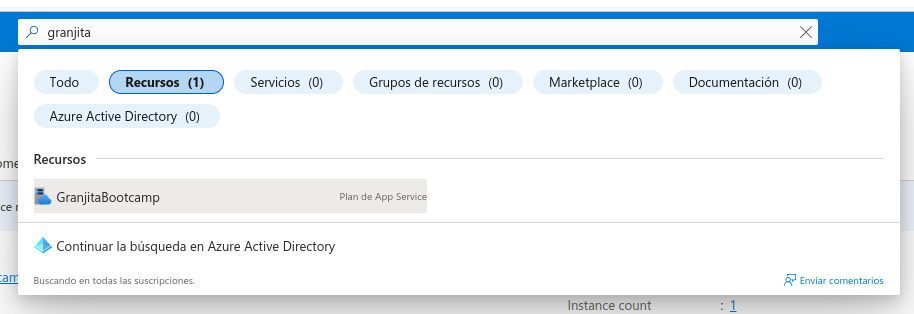 granjita
Todo Recursos (1) Servicios (0) Grupos de recursos (0) Marketplace (0) Documentación (0)
Azure Active Directory (0)
ome
Recursos
GranjitaBootcamp Plan de App Service
ce r
Continuar la búsqueda en Azure Active Directory
cam
Buscando en todas las suscripciones. Enviar comentarios
Instance count : 1